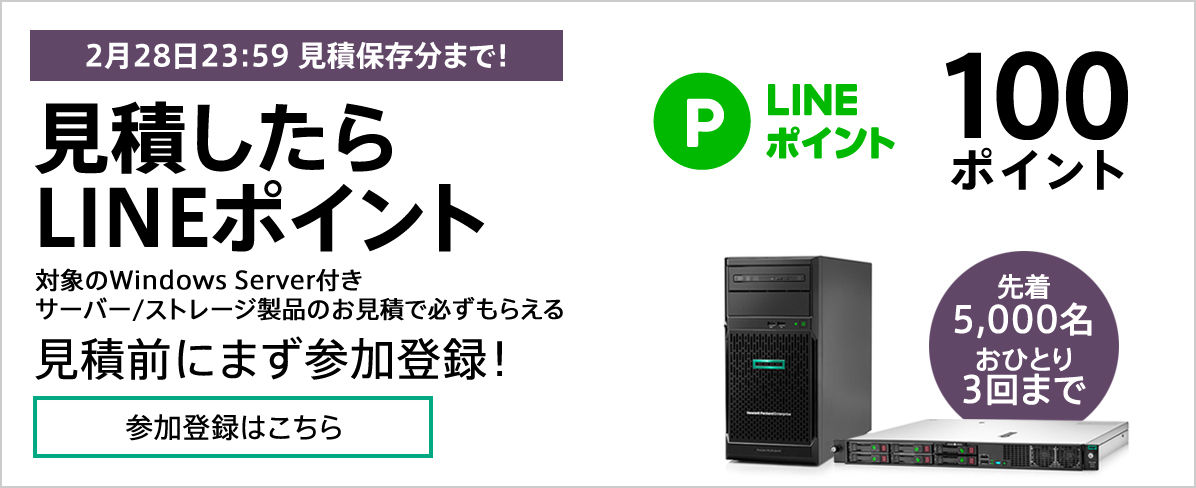 2月28日23:59 見積保存分まで!
見積したら
LINEポイント
対象のWindows Server付き
サーバー/ストレージ製品のお見積で必ずもらえる
見積前にまず参加登録!
参加登録はこちら
P
LINE
ポイント
100
ポイント
先着
5,000名
おひとり
3回まで
Hewlett Packard Enterprise